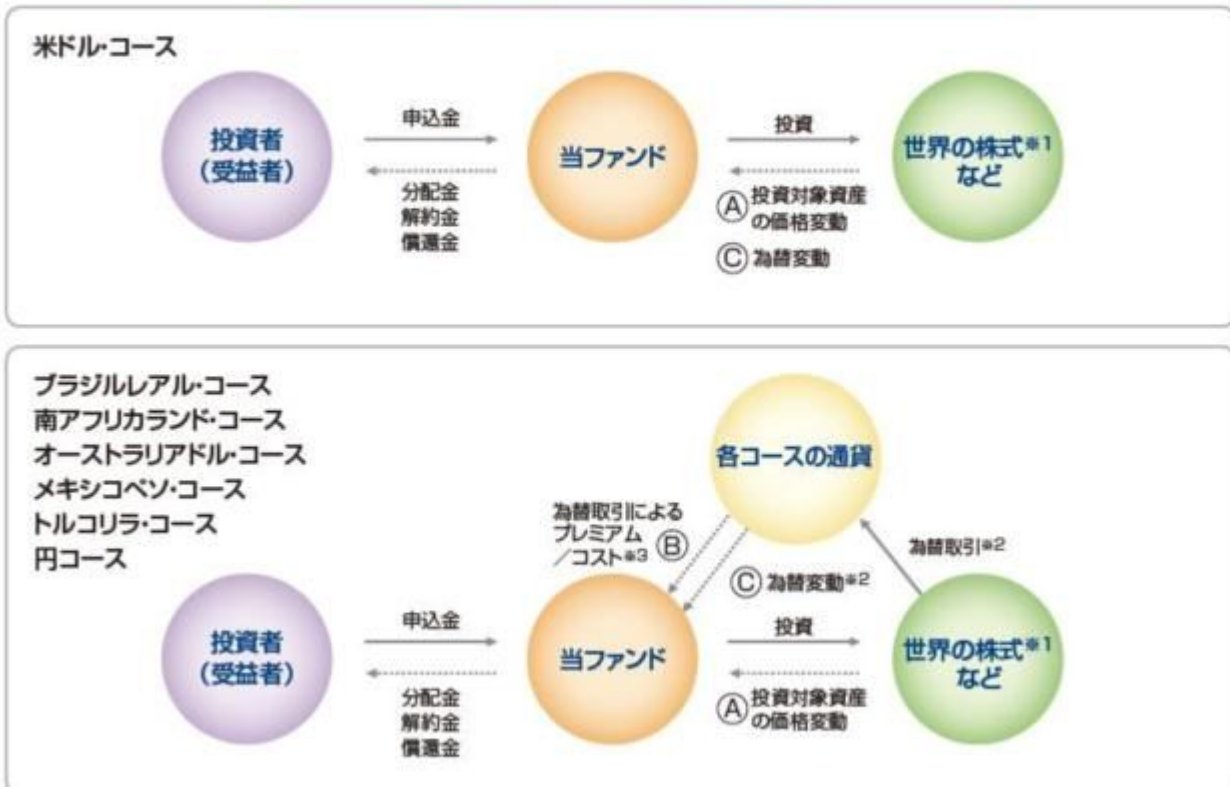 米ドル・コース
投資者
(受益者)
申込金
分配金
解約金
償還金
当ファンド
投資
Ⓐ 投資対象資産
の価格変動
Ⓒ 為替変動
世界の株式※1
など
ブラジルレアル・コース
南アフリカランド・コース
オーストラリアドル・コース
メキシコペソ・コース
トルコリラ・コース
円コース
各コースの通貨
為替取引による
プレミアム
/コスト※3 Ⓑ
Ⓒ 為替変動※2
為替取引※2
投資者
(受益者)
申込金
分配金
解約金
償還金
当ファンド
投資
Ⓐ 投資対象資産
の価格変動
世界の株式※1
など